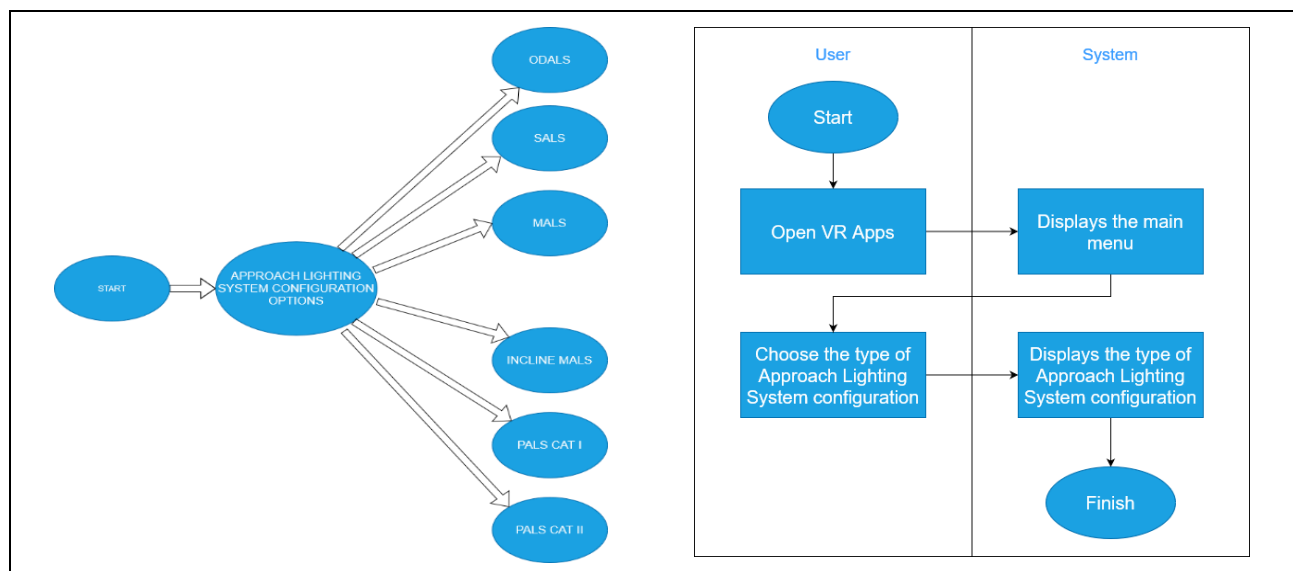 START
APPROACH LIGHTING
SYSTEM CONFIGURATION
OPTIONS
ODALS
SALS
MALS
INCLINE MALS
PALS CAT I
PALS CAT II
User
System
Start
Open VR Apps
Displays the main
menu
Choose the type of
Approach Lighting
System configuration
Displays the type of
Approach Lighting
System configuration
Finish